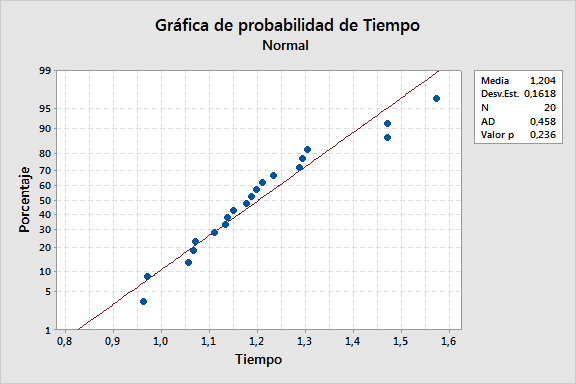 Gráfica de probabilidad de Tiempo
Normal
99
95
90
80
70
60
50
40
30
20
10
5
1
Porcentaje
0,8 0,9 1,0 1,1 1,2 1,3 1,4 1,5 1,6
Tiempo
Media 1,204
Desv.Est. 0,1618
N 20
AD 0,458
Valor p 0,236